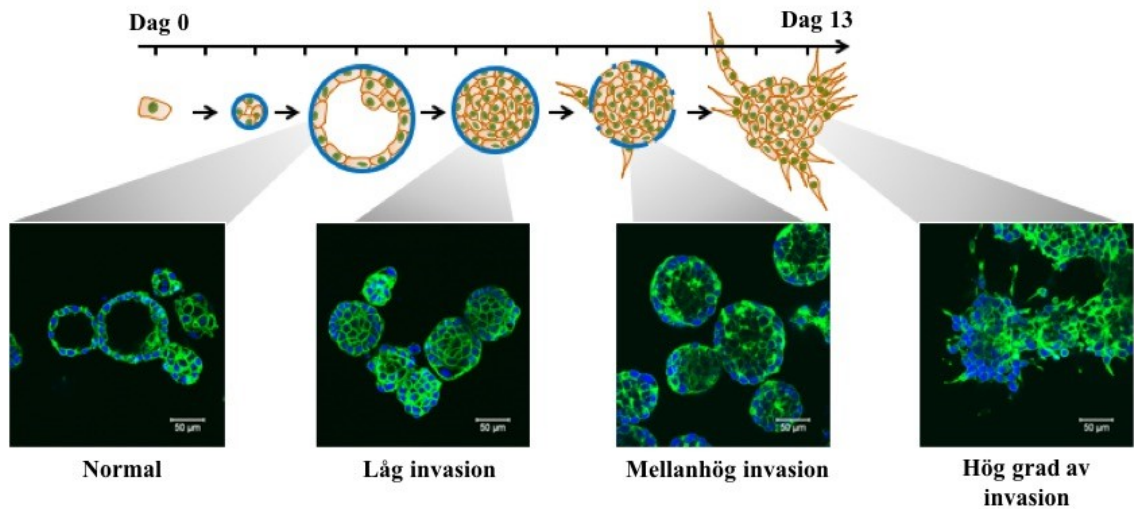 Dag 0
Dag 13
50 µm
50 µm
50 µm
50 µm
Normal
Låg invasion
Mellanhög invasion
Hög grad av
invasion